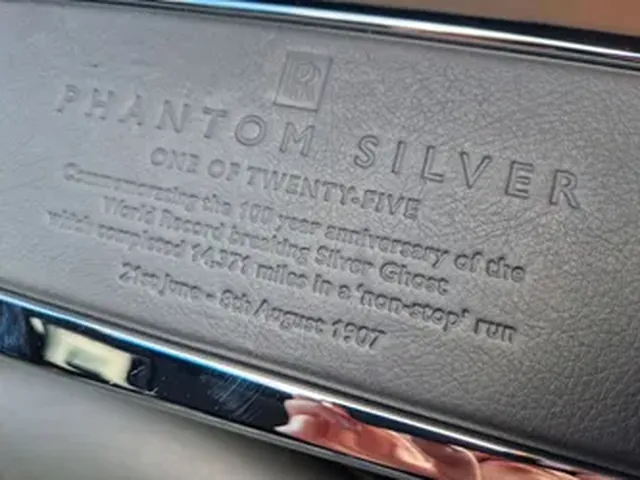 R
PHANTOM SILVER
ONE OF TWENTY-FIVE
Commemorating the 100 year anniversary of the
World Record breaking Silver Ghost
which completed 14,371 miles in a 'non-stop' run
21st June - 8th August 1907